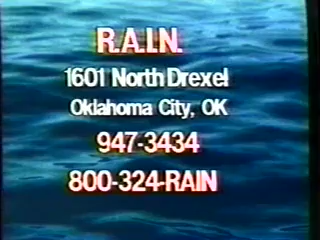 R.A.I.N.
1601 North Drexel
Oklahoma City, OK
947-3434
800-324-RAIN